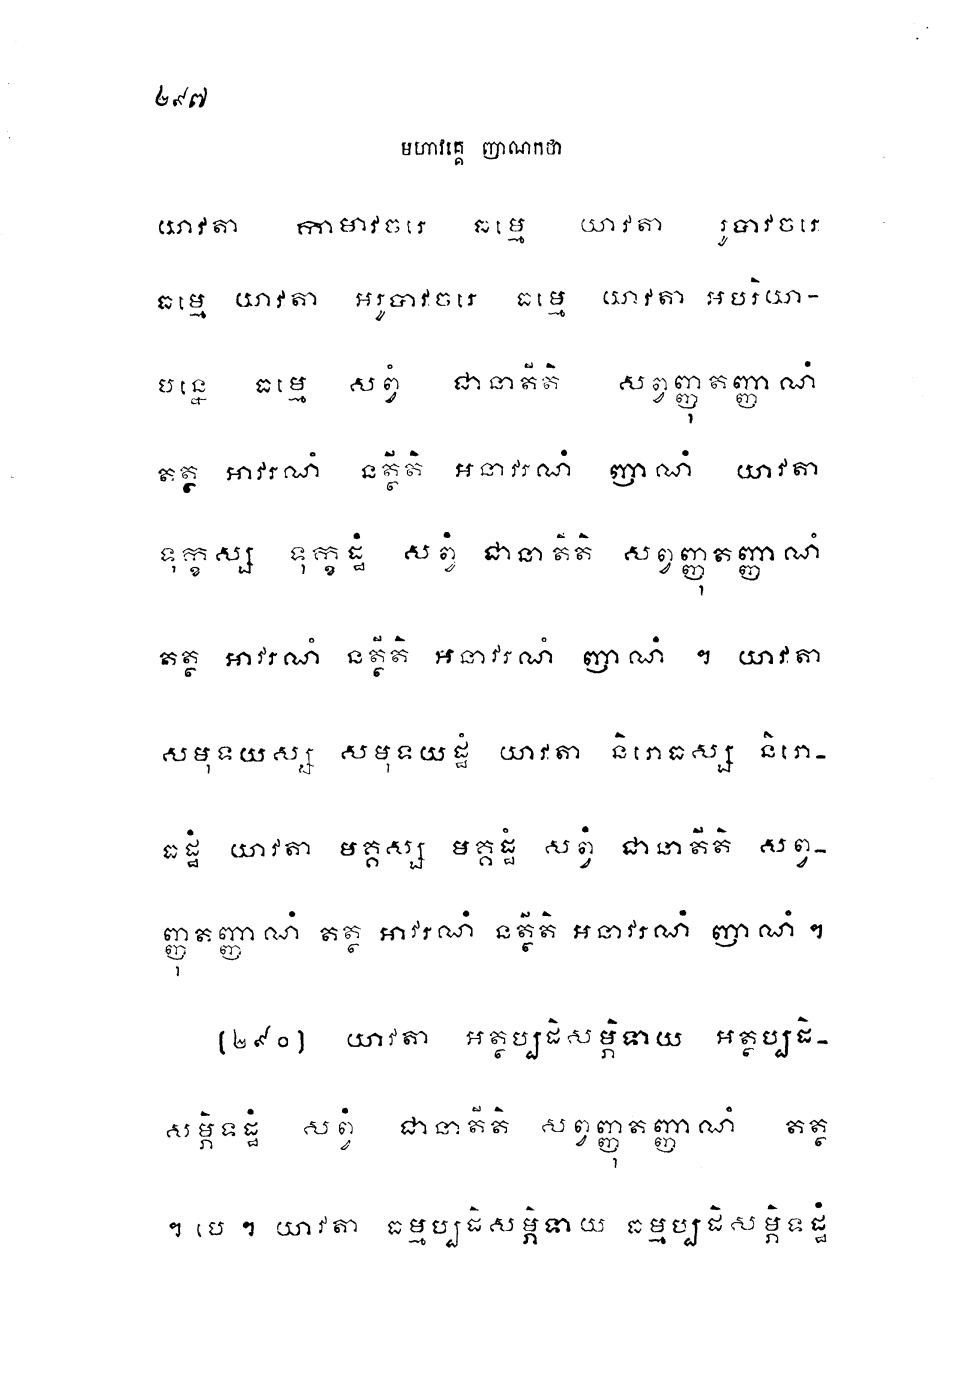 ២៩៧
មហាវគ្គេ ញាណកថា
យាវតា កាមាវចរេ ធម្មេ យាវតា រូបាវចរេ
ធម្មេ យាវតា អរូបាវចរេ ធម្មេ យាវតា អបរិយា-
បន្នេ ធម្មេ សព្វំ ជានាតីតិ សព្វញ្ញុតញ្ញាណំ
តត្ថ អាវរណំ នត្ថីតិ អនាវរណំ ញាណំ យាវតា
ទុក្ខស្ស ទុក្ខដ្ឋំ សព្វំ ជានាតីតិ សព្វញ្ញុតញ្ញាណំ
តត្ថ អាវរណំ នត្ថីតិ អនាវរណំ ញាណំ ។ យាវតា
សមុទយស្ស សមុទយដ្ឋំ យាវតា និរោធស្ស និរោ-
ធដ្ឋំ យាវតា មគ្គស្ស មគ្គដ្ឋំ សព្វំ ជានាតីតិ សព្វ-
ញ្ញុតញ្ញាណំ តត្ថ អាវរណំ នត្ថីតិ អនាវរណំ ញាណំ ។
(២៩០) យាវតា អត្ថប្បដិសម្ភិទាយ អត្ថប្បដិ-
សម្ភិទដ្ឋំ សព្វំ ជានាតីតិ សព្វញ្ញុតញ្ញាណំ តត្ថ
។ បេ ។ យាវតា ធម្មប្បដិសម្ភិទាយ ធម្មប្បដិសម្ភិទដ្ឋំ